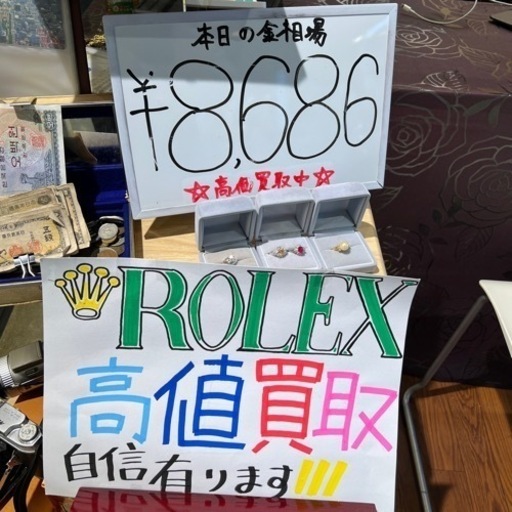 本日の金相場
¥8,686
☆高価買取中☆
ROLEX
高値買取
自信有ります!!!